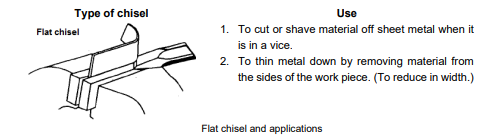 Type of chisel
Use
Flat chisel
1. To cut or shave material off sheet metal when it
is in a vice.
2. To thin metal down by removing material from
the sides of the work piece. (To reduce in width.)
Flat chisel and applications